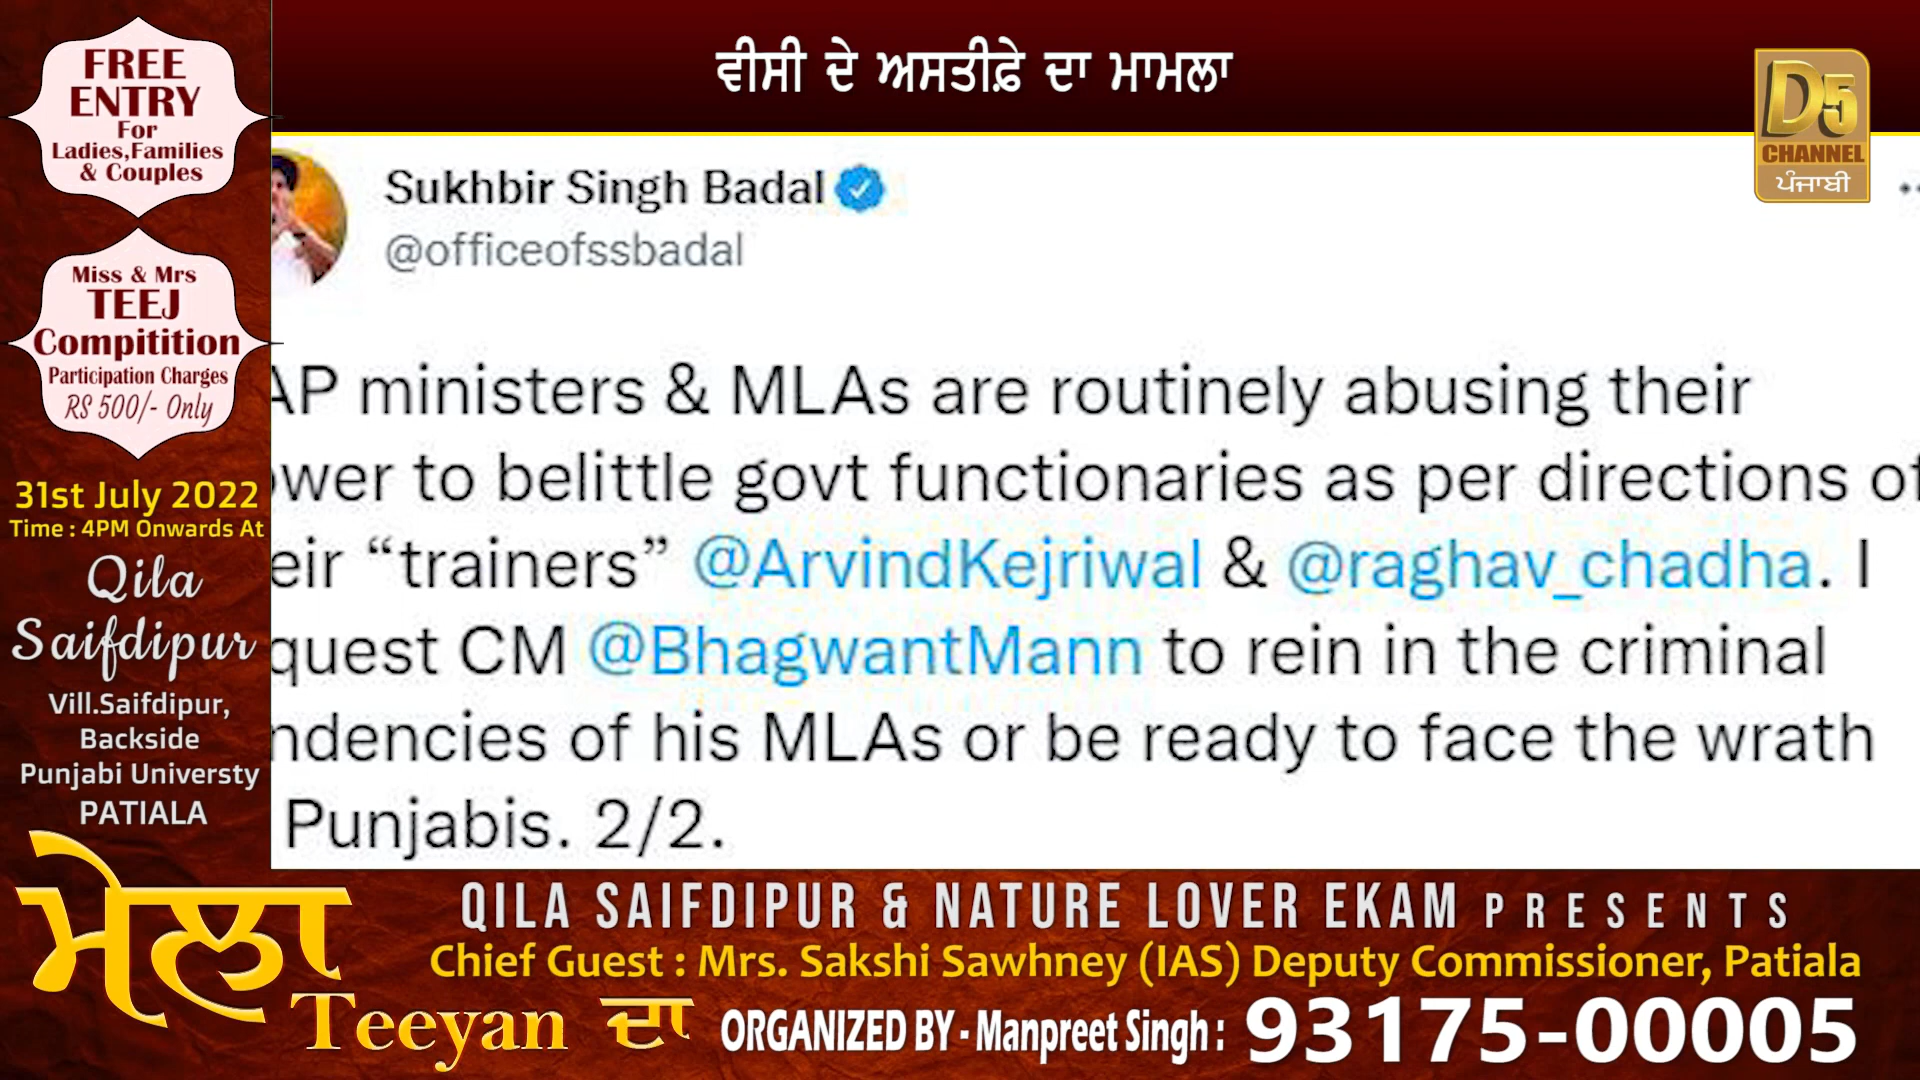 FREE
ENTRY
For
Ladies,Families
& Couples
Miss & Mrs
TEEJ
Compitition
Participation Charges
RS 500/- Only
31st July 2022
Time : 4PM Onwards At
Qila
Saifdipur
Vill.Saifdipur,
Backside
Punjabi Universty
PATIALA
ਵੀਸੀ ਦੇ ਅਸਤੀਫ਼ੇ ਦਾ ਮਾਮਲਾ
D5
CHANNEL
ਪੰਜਾਬੀ
Sukhbir Singh Badal
@officeofssbadal
AP ministers & MLAs are routinely abusing their
wer to belittle govt functionaries as per directions of
eir “trainers” @ArvindKejriwal & @raghav_chadha. I
quest CM @BhagwantMann to rein in the criminal
ndencies of his MLAs or be ready to face the wrath
Punjabis. 2/2.
ਮੇਲਾ
Teeyan ਦਾ
QILA SAIFDIPUR & NATURE LOVER EKAM PRESENTS
Chief Guest : Mrs. Sakshi Sawhney (IAS) Deputy Commissioner, Patiala
ORGANIZED BY - Manpreet Singh : 93175-00005